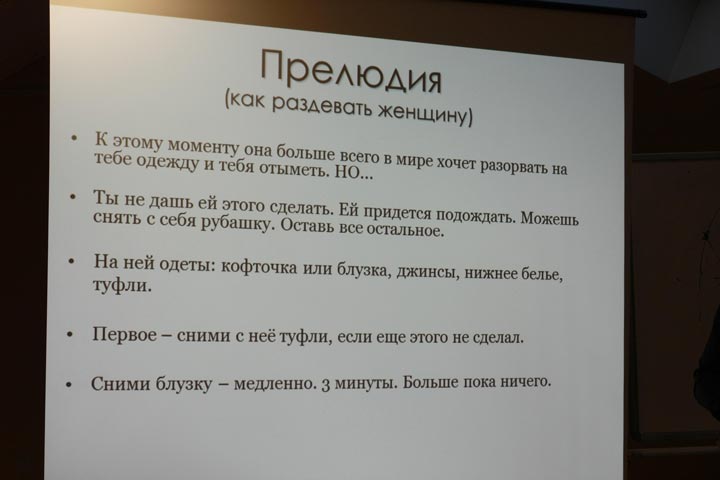 Прелюдия
(как раздевать женщину)
• К этому моменту она больше всего в мире хочет разорвать на
тебе одежду и тебя отыметь. НО...
• Ты не дашь ей этого сделать. Ей придется подождать. Можешь
снять с себя рубашку. Оставь все остальное.
• На ней одеты: кофточка или блузка, джинсы, нижнее белье,
туфли.
• Первое – сними с неё туфли, если еще этого не сделал.
• Сними блузку – медленно. 3 минуты. Больше пока ничего.